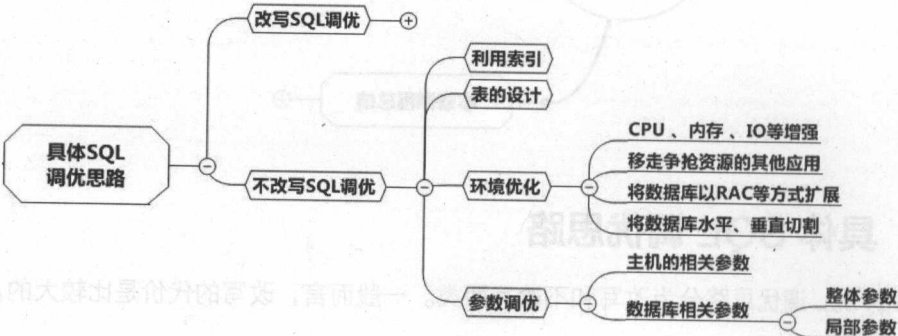 改写SQL调优
利用索引
表的设计
具体SQL
调优思路
不改写SQL调优
环境优化
CPU 、内存 、IO等增强
移走争抢资源的其他应用
将数据库以RAC等方式扩展
将数据库水平、垂直切割
参数调优
主机的相关参数
数据库相关参数
整体参数
局部参数